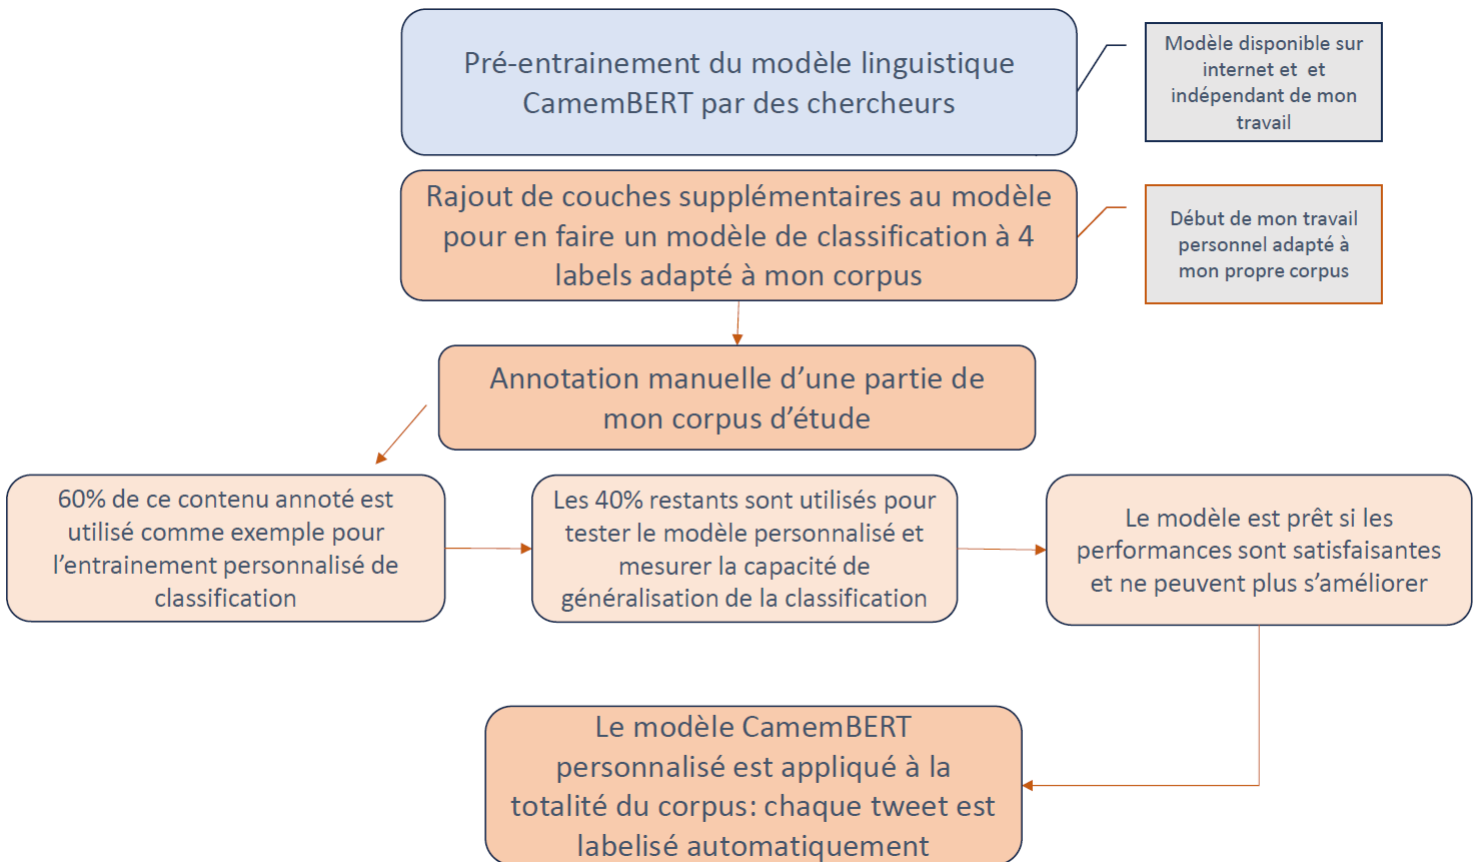 Pré-entrainement du modèle linguistique
CamemBERT par des chercheurs
Modèle disponible sur
internet et  et
indépendant de mon
travail
Rajout de couches supplémentaires au modèle
pour en faire un modèle de classification à 4
labels adapté à mon corpus
Début de mon travail
personnel adapté à
mon propre corpus
Annotation manuelle d’une partie de
mon corpus d’étude
60% de ce contenu annoté est
utilisé comme exemple pour
l’entrainement personnalisé de
classification
Les 40% restants sont utilisés pour
tester le modèle personnalisé et
mesurer la capacité de
généralisation de la classification
Le modèle est prêt si les
performances sont satisfaisantes
et ne peuvent plus s’améliorer
Le modèle CamemBERT
personnalisé est appliqué à la
totalité du corpus: chaque tweet est
labelisé automatiquement